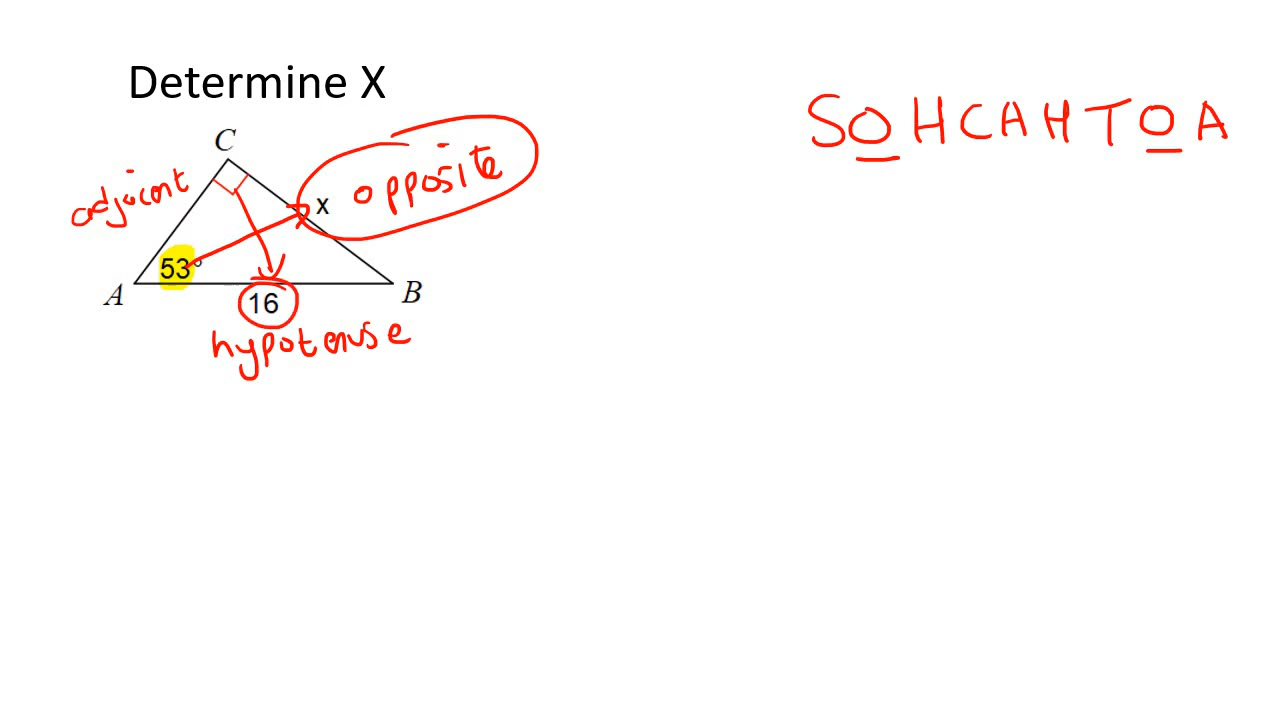 Determine X
SOHCAHTOA
C
adjacent
x
opposite
53°
A
B
16
hypotenuse